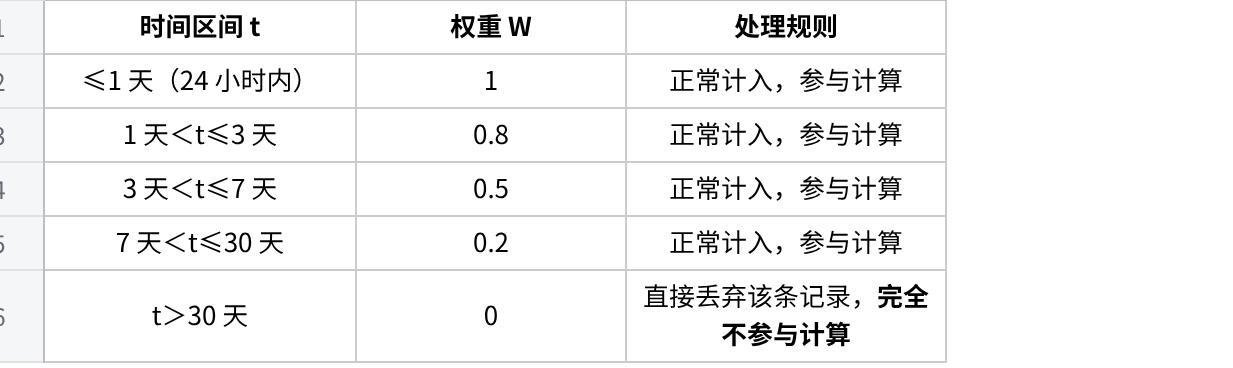 时间区间 t
权重 W
处理规则
≤1 天（24 小时内）
1
正常计入，参与计算
1 天＜t≤3 天
0.8
正常计入，参与计算
3 天＜t≤7 天
0.5
正常计入，参与计算
7 天＜t≤30 天
0.2
正常计入，参与计算
t＞30 天
0
直接丢弃该条记录，完全
不参与计算